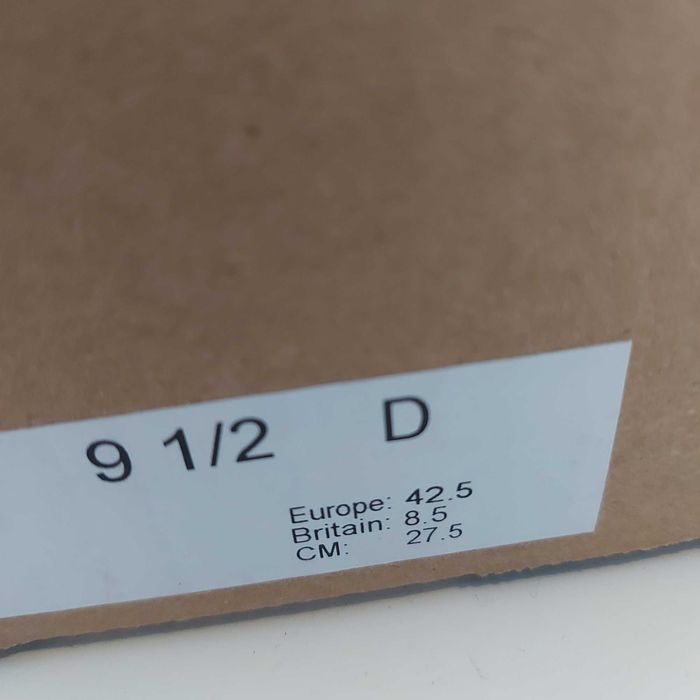 9 1/2 D
Europe: 42.5
Britain: 8.5
CM: 27.5